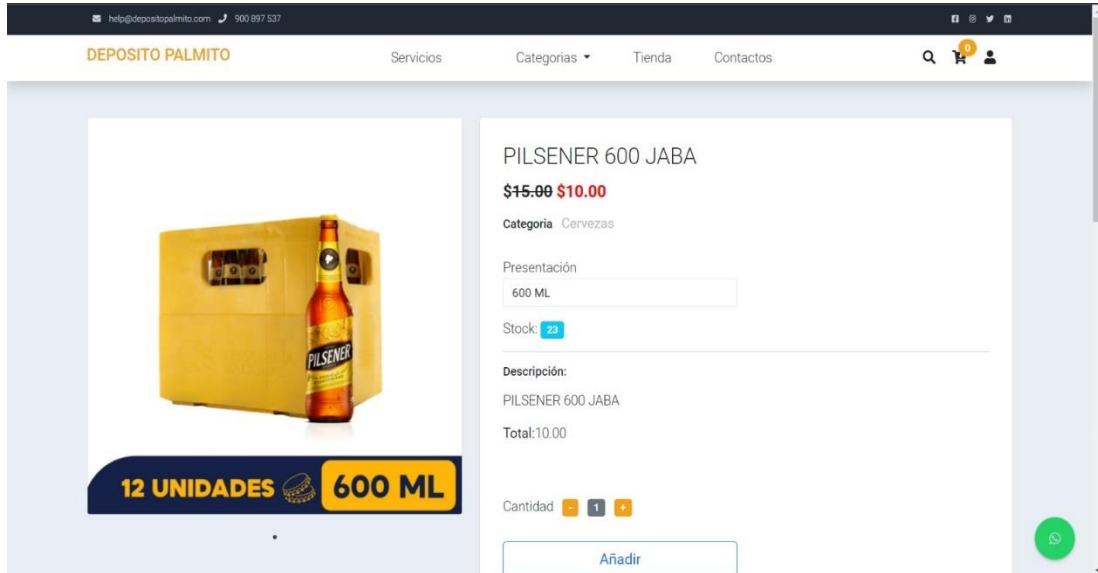 help@depositopalmito.com 900 897 537
DEPOSITO PALMITO Servicios Categorias Tienda Contactos 0
PILSENER 600 JABA
$15.00 $10.00
Categoria Cervezas
Presentación
600 ML
Stock: 23
Descripción:
PILSENER 600 JABA
Total:10.00
Cantidad - 1 +
Añadir
PILSENER
12 UNIDADES 600 ML